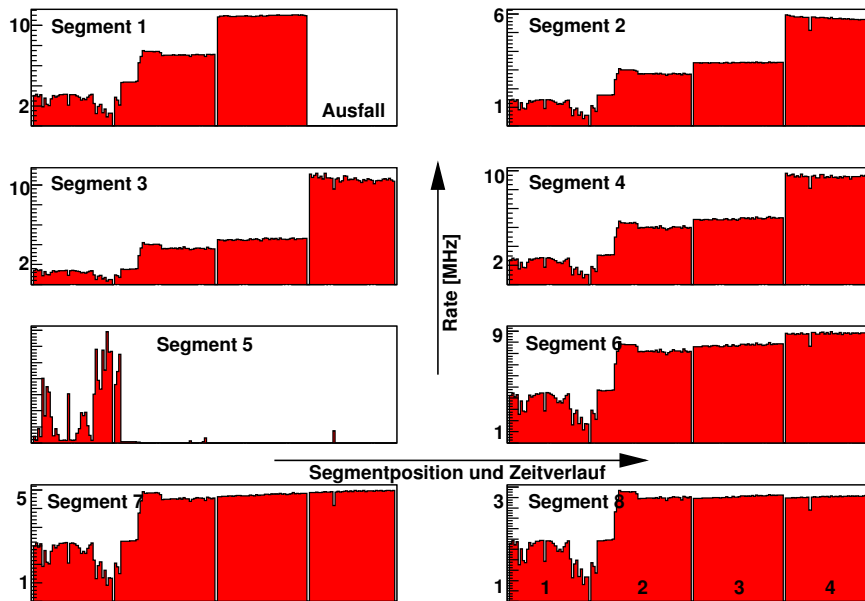 10
Segment 1
2
Ausfall
6
Segment 2
1
10
Segment 3
2
10
Segment 4
2
Rate [MHz]
Segment 5
9
Segment 6
1
Segmentposition und Zeitverlauf
5
Segment 7
1
3
Segment 8
1
1 2 3 4